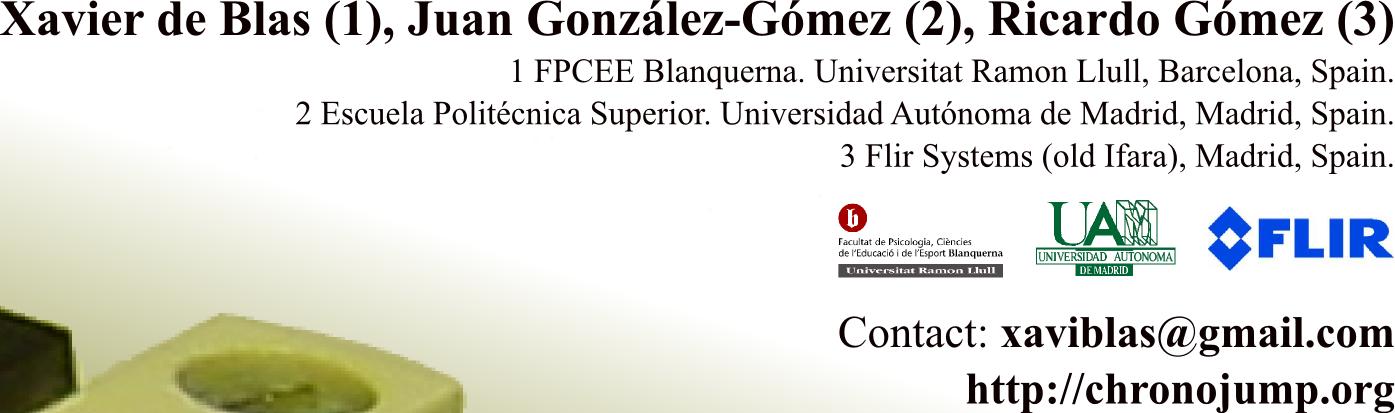 Xavier de Blas (1), Juan González-Gómez (2), Ricardo Gómez (3)
1 FPCEE Blanquerna. Universitat Ramon Llull, Barcelona, Spain.
2 Escuela Politécnica Superior. Universidad Autónoma de Madrid, Madrid, Spain.
3 Flir Systems (old Ifara), Madrid, Spain.
b
Facultat de Psicologia, Ciències
de l'Educació i de l'Esport Blanquerna
Universitat Ramon Llull
UAM
UNIVERSIDAD AUTONOMA
DE MADRID
FLIR
Contact: xaviblas@gmail.com
http://chronojump.org